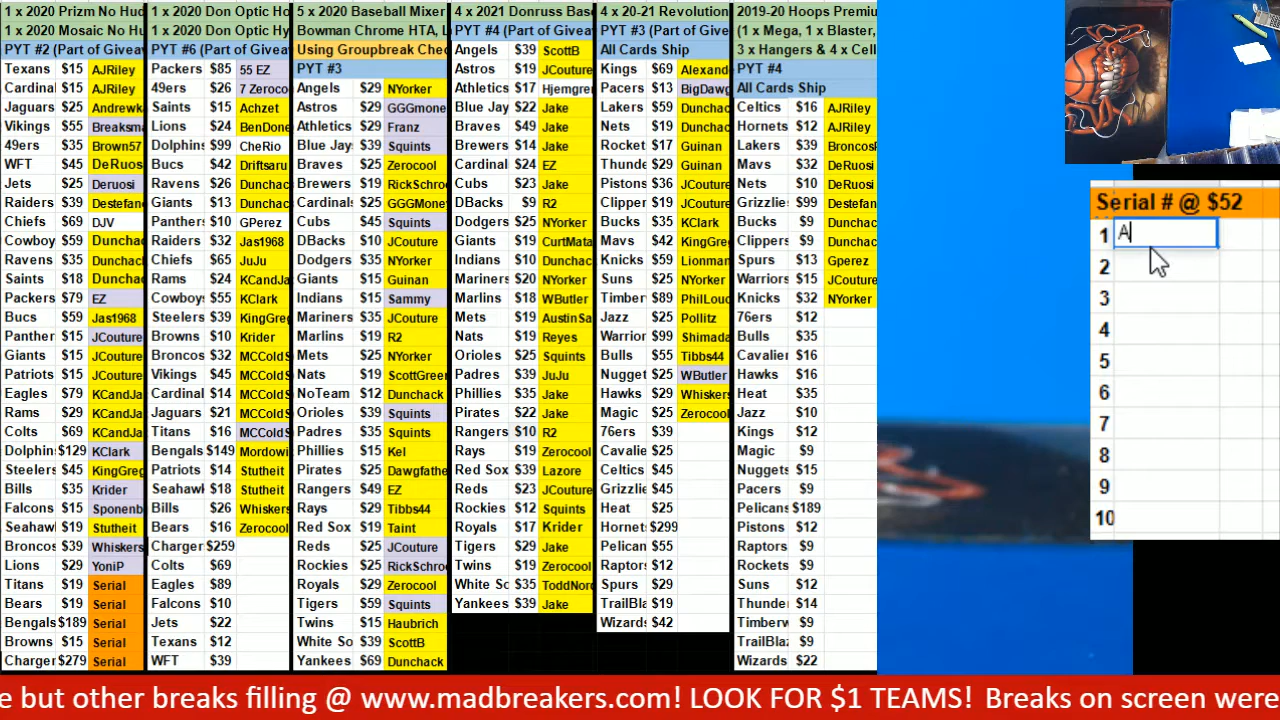 1 x 2020 Prizm No Hu
1 x 2020 Mosaic No Hu
PYT #2 (Part of Givea
Texans $15 AJRiley
Cardinal $15 AJRiley
Jaguars $25 Andrewk
Vikings $55 Breaksma
49ers $35 Brown57
WFT $45 DeRuos
Jets $25 Deruosi
Raiders $39 Destefan
Chiefs $69 DJV
Cowboy $59 Dunchac
Ravens $35 Dunchac
Saints $18 Dunchac
Packers $79 EZ
Bucs $59 Jas1968
Panther $15 JCouture
Giants $15 JCouture
Patriots $15 JCouture
Eagles $79 KCandJa
Rams $29 KCandJa
Colts $69 KCandJa
Dolphin $129 KClark
Steelers $45 KingGreg
Bills $35 Krider
Falcons $15 Sponenb
Seahaw $19 Stutheit
Broncos $39 Whiskers
Lions $29 YoniP
Titans $19 Serial
Bears $19 Serial
Bengals $189 Serial
Browns $15 Serial
Charger $279 Serial
1 x 2020 Don Optic Ho
1 x 2020 Don Optic Hy
PYT #6 (Part of Givea
Packers $85 55 EZ
49ers $26 7 Zeroco
Saints $15 Achzet
Lions $24 BenDone
Dolphins $99 CheRio
Bucs $42 Driftsaru
Ravens $26 Dunchac
Giants $13 Dunchac
Panthers $10 GPerez
Raiders $32 Jas1968
Chiefs $65 JuJu
Rams $24 KCandJa
Cowboys $55 KClark
Steelers $39 KingGre
Browns $10 Krider
Broncos $32 MCColdS
Vikings $45 MCColdS
Cardinal $14 MCColdS
Jaguars $21 MCColdS
Titans $16 MCColdS
Bengals $149 Mordowi
Patriots $14 Stutheit
Seahawk $18 Stutheit
Bills $26 Whiskers
Bears $16 Zerocool
Charger $259
Colts $69
Eagles $89
Falcons $10
Jets $22
Texans $12
WFT $39
5 x 2020 Baseball Mixer
Bowman Chrome HTA, L
Using Groupbreak Che
PYT #3
Angels $29 NYorker
Astros $29 GGGmone
Athletics $29 Franz
Blue Jay $39 Squints
Braves $25 Zerocool
Brewers $19 RickSchro
Cardinals $25 GGGMone
Cubs $45 Squints
DBacks $10 JCouture
Dodgers $59 NYorker
Giants $15 Guinan
Indians $15 Sammy
Mariners $35 JCouture
Marlins $19 R2
Mets $25 NYorker
Nats $19 ScottGreen
NoTeam $12 Dunchack
Orioles $39 Squints
Padres $35 Squints
Phillies $15 Kel
Pirates $25 Dawgfathe
Rangers $49 EZ
Rays $29 Tibbs44
Red Sox $19 Taint
Reds $25 JCouture
Rockies $25 RickSchro
Royals $29 Zerocool
Tigers $59 Squints
Twins $15 Haubrich
White So $39 ScottB
Yankees $69 Dunchack
4 x 2021 Donruss Bas
PYT #4 (Part of Givea
Angels $39 ScottB
Astros $19 JCouture
Athletics $17 Hjemgren
Blue Jay $22 Jake
Braves $49 Jake
Brewers $14 Jake
Cardinal $24 EZ
Cubs $23 Jake
DBacks $9 R2
Dodgers $25 NYorker
Giants $19 CurtMata
Indians $10 Dunchac
Mariners $20 NYorker
Marlins $18 WButler
Mets $19 AustinSa
Nats $19 Reyes
Orioles $25 Squints
Padres $39 JuJu
Phillies $35 Jake
Pirates $22 Jake
Rangers $10 R2
Rays $19 Zerocool
Red Sox $39 Lazore
Reds $23 JCouture
Rockies $12 Squints
Royals $17 Krider
Tigers $29 Jake
Twins $19 Zerocool
White So $35 ToddNor
Yankees $39 Jake
4 x 20-21 Revolution
PYT #3 (Part of Give
All Cards Ship
Kings $69 Alexand
Pacers $13 BigDawg
Lakers $59 Dunchac
Nets $19 Dunchac
Rocket $17 Guinan
Thunde $29 Guinan
Pistons $36 JCouture
Clipper $19 JCouture
Bucks $35 KClark
Mavs $42 KingGre
Knicks $59 Lionman
Suns $25 NYorker
Timber $89 PhilLouc
Jazz $25 Pollitz
Warrior $99 Shimada
Bulls $55 Tibbs44
Nugget $25 WButler
Hawks $29 Whiskers
Magic $25 Zerocool
76ers $39
Cavalie $25
Celtics $45
Grizzlie $45
Heat $25
Hornet $299
Pelican $55
Raptor $12
Spurs $29
TrailBla $19
Wizard $42
2019-20 Hoops Premiu
(1 x Mega, 1 x Blaster,
3 x Hangers & 4 x Cell
PYT #4
All Cards Ship
Celtics $16 AJRiley
Hornets $12 AJRiley
Lakers $39 Broncos
Mavs $32 DeRuosi
Nets $10 DeRuosi
Grizzlie $99 Destefan
Bucks $9 Dunchac
Clippers $9 Dunchac
Spurs $13 Gperez
Warriors $15 JCouture
Knicks $32 NYorker
76ers $12
Bulls $35
Cavalier $16
Hawks $16
Heat $35
Jazz $10
Kings $12
Magic $9
Nuggets $15
Pacers $9
Pelicans $189
Pistons $12
Raptors $9
Rockets $9
Suns $12
Thunde $14
Timberw $9
TrailBlaz $9
Wizards $22
Serial # @ $52
1 A
2
3
4
5
6
7
8
9
10
e but other breaks filling @ www.madbreakers.com! LOOK FOR $1 TEAMS! Breaks on screen were